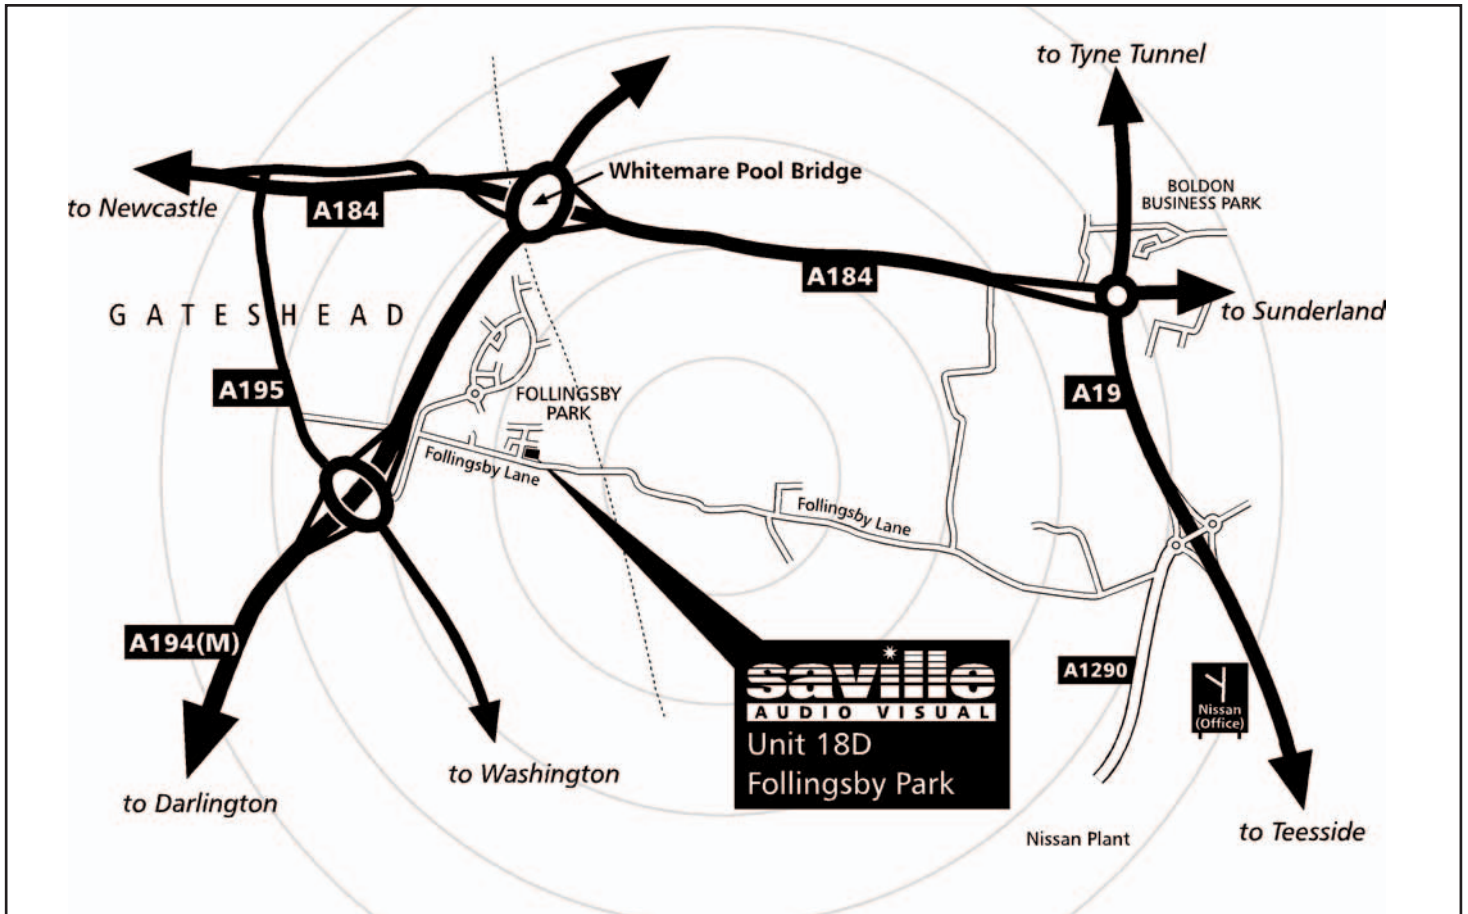 to Tyne Tunnel
Whitemare Pool Bridge
BOLDON
BUSINESS PARK
to Newcastle
A184
A184
to Sunderland
GATESHEAD
A195
A19
FOLLINGSBY
PARK
Follingsby Lane
Follingsby Lane
A194(M)
A1290
saville
AUDIO VISUAL
Unit 18D
Follingsby Park
Nissan
(Office)
to Washington
to Darlington
Nissan Plant
to Teesside